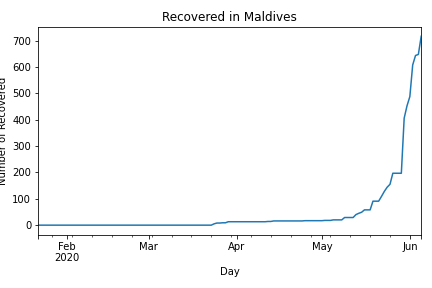 Recovered in Maldives
Number of Recovered
700
600
500
400
300
200
100
0
Feb
2020
Mar
Apr
May
Jun
Day